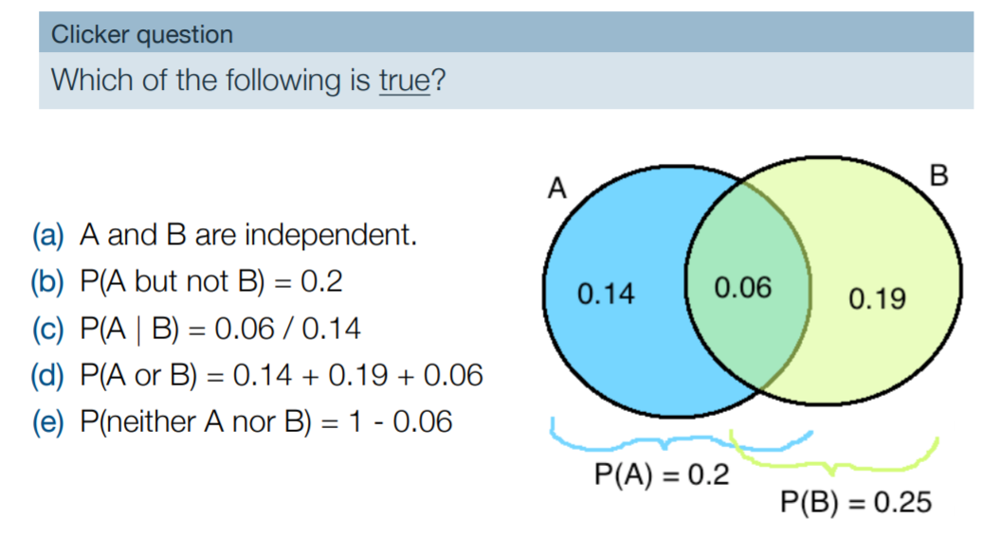 Clicker question
Which of the following is true?
(a) A and B are independent.
(b) P(A but not B) = 0.2
(c) P(A | B) = 0.06 / 0.14
(d) P(A or B) = 0.14 + 0.19 + 0.06
(e) P(neither A nor B) = 1 - 0.06
A
B
0.14
0.06
0.19
P(A) = 0.2
P(B) = 0.25